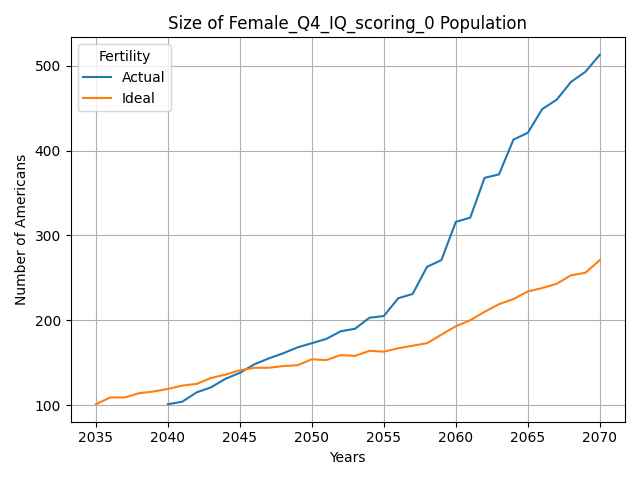 Size of Female_Q4_IQ_scoring_0 Population
Fertility
Actual
Ideal
Number of Americans
500
400
300
200
100
2035 2040 2045 2050 2055 2060 2065 2070
Years